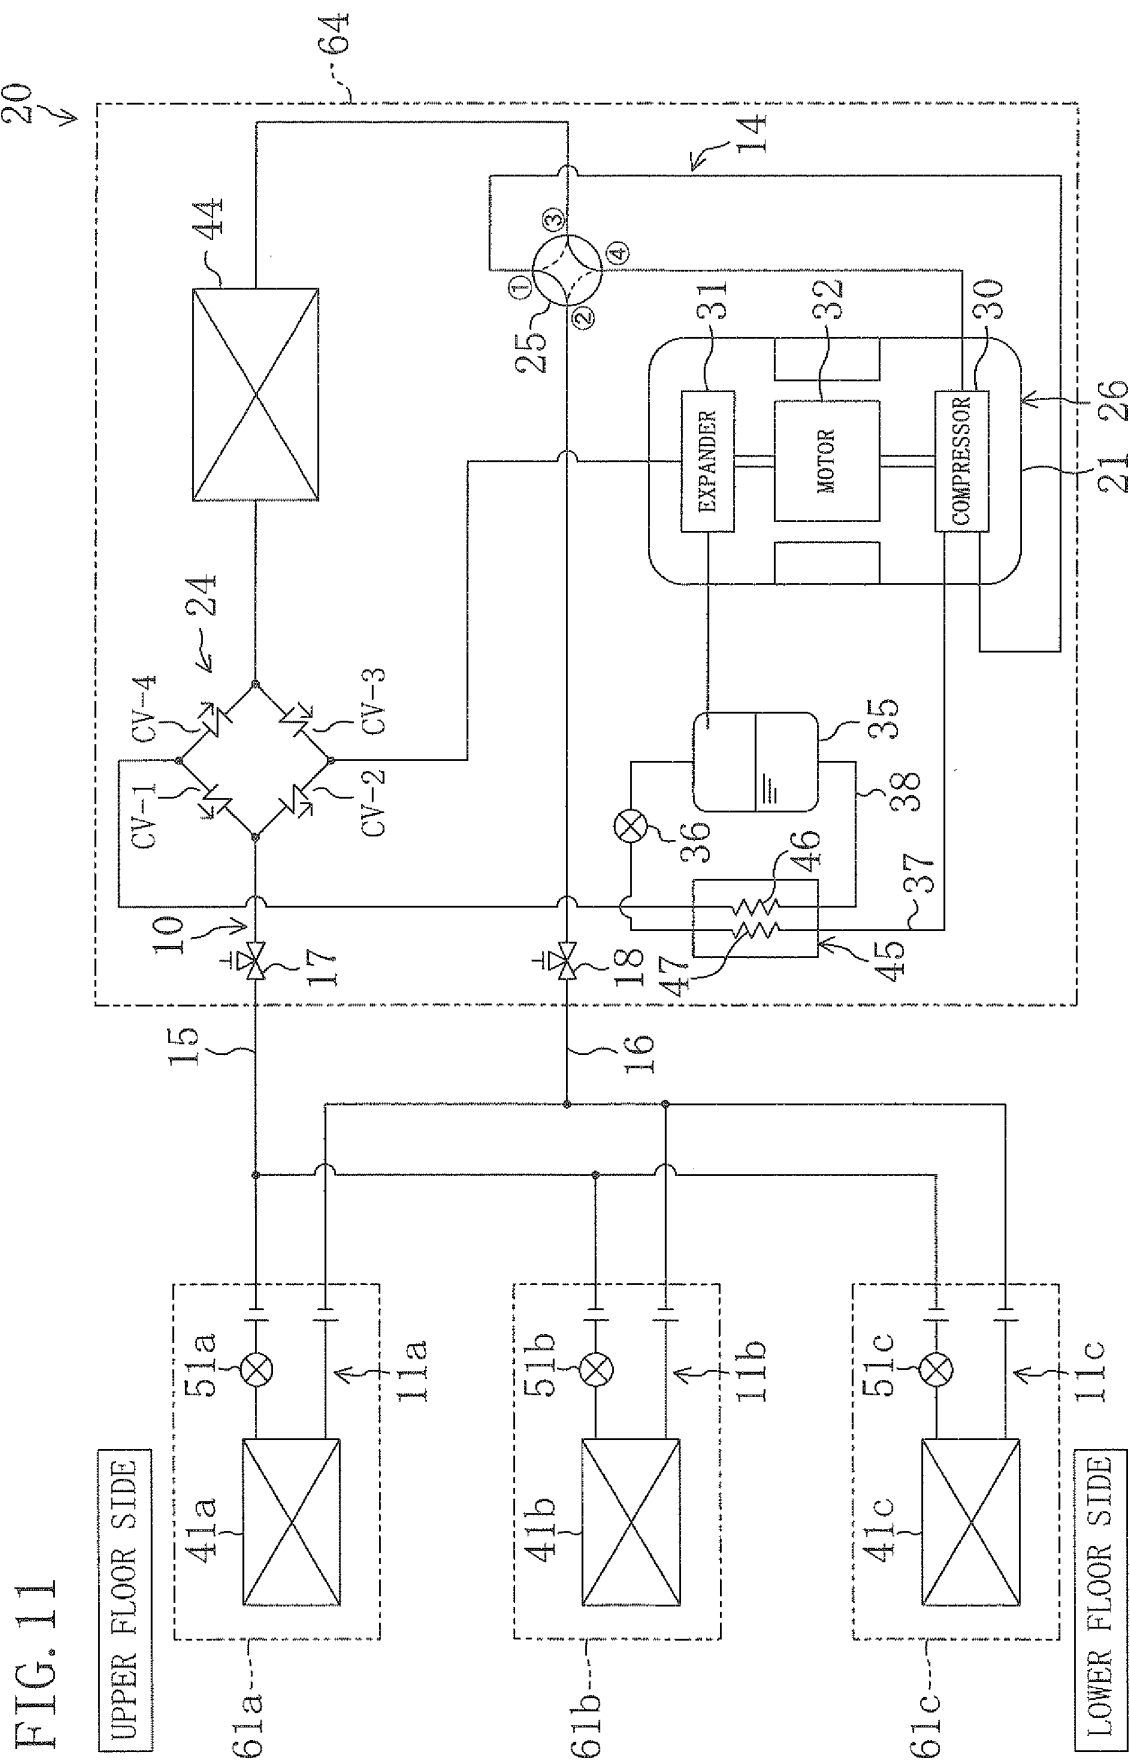 FIG. 11
UPPER FLOOR SIDE
LOWER FLOOR SIDE
20
64
44
14
24
CV-4
CV-3
CV-1
CV-2
25
①
②
③
④
31
32
30
EXPANDER
MOTOR
COMPRESSOR
26
21
35
36
38
46
37
47
45
10
17
18
15
16
51a
11a
41a
61a
51b
11b
41b
61b
51c
11c
41c
61c